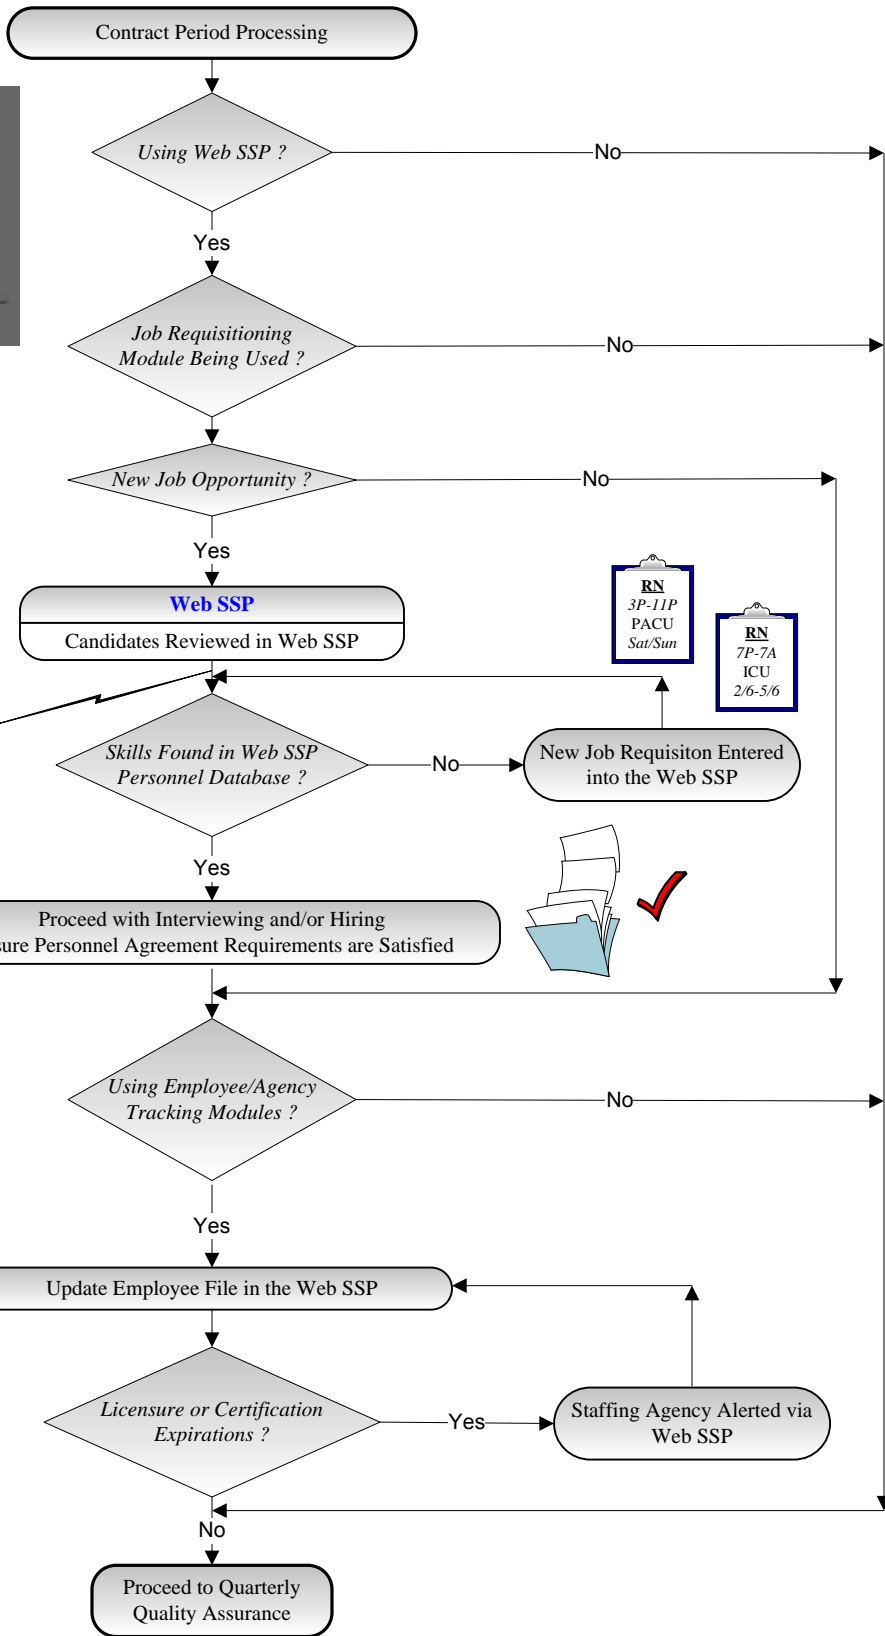 Contract Period Processing
Using Web SSP ?
No
Yes
Job Requisitioning
Module Being Used ?
No
New Job Opportunity ?
No
Yes
Web SSP
Candidates Reviewed in Web SSP
RN
3P-11P
PACU
Sat/Sun
RN
7P-7A
ICU
2/6-5/6
Skills Found in Web SSP
Personnel Database ?
No
New Job Requisiton Entered
into the Web SSP
Yes
Proceed with Interviewing and/or Hiring
sure Personnel Agreement Requirements are Satisfied
Using Employee/Agency
Tracking Modules ?
No
Yes
Update Employee File in the Web SSP
Licensure or Certification
Expirations ?
Yes
Staffing Agency Alerted via
Web SSP
No
Proceed to Quarterly
Quality Assurance